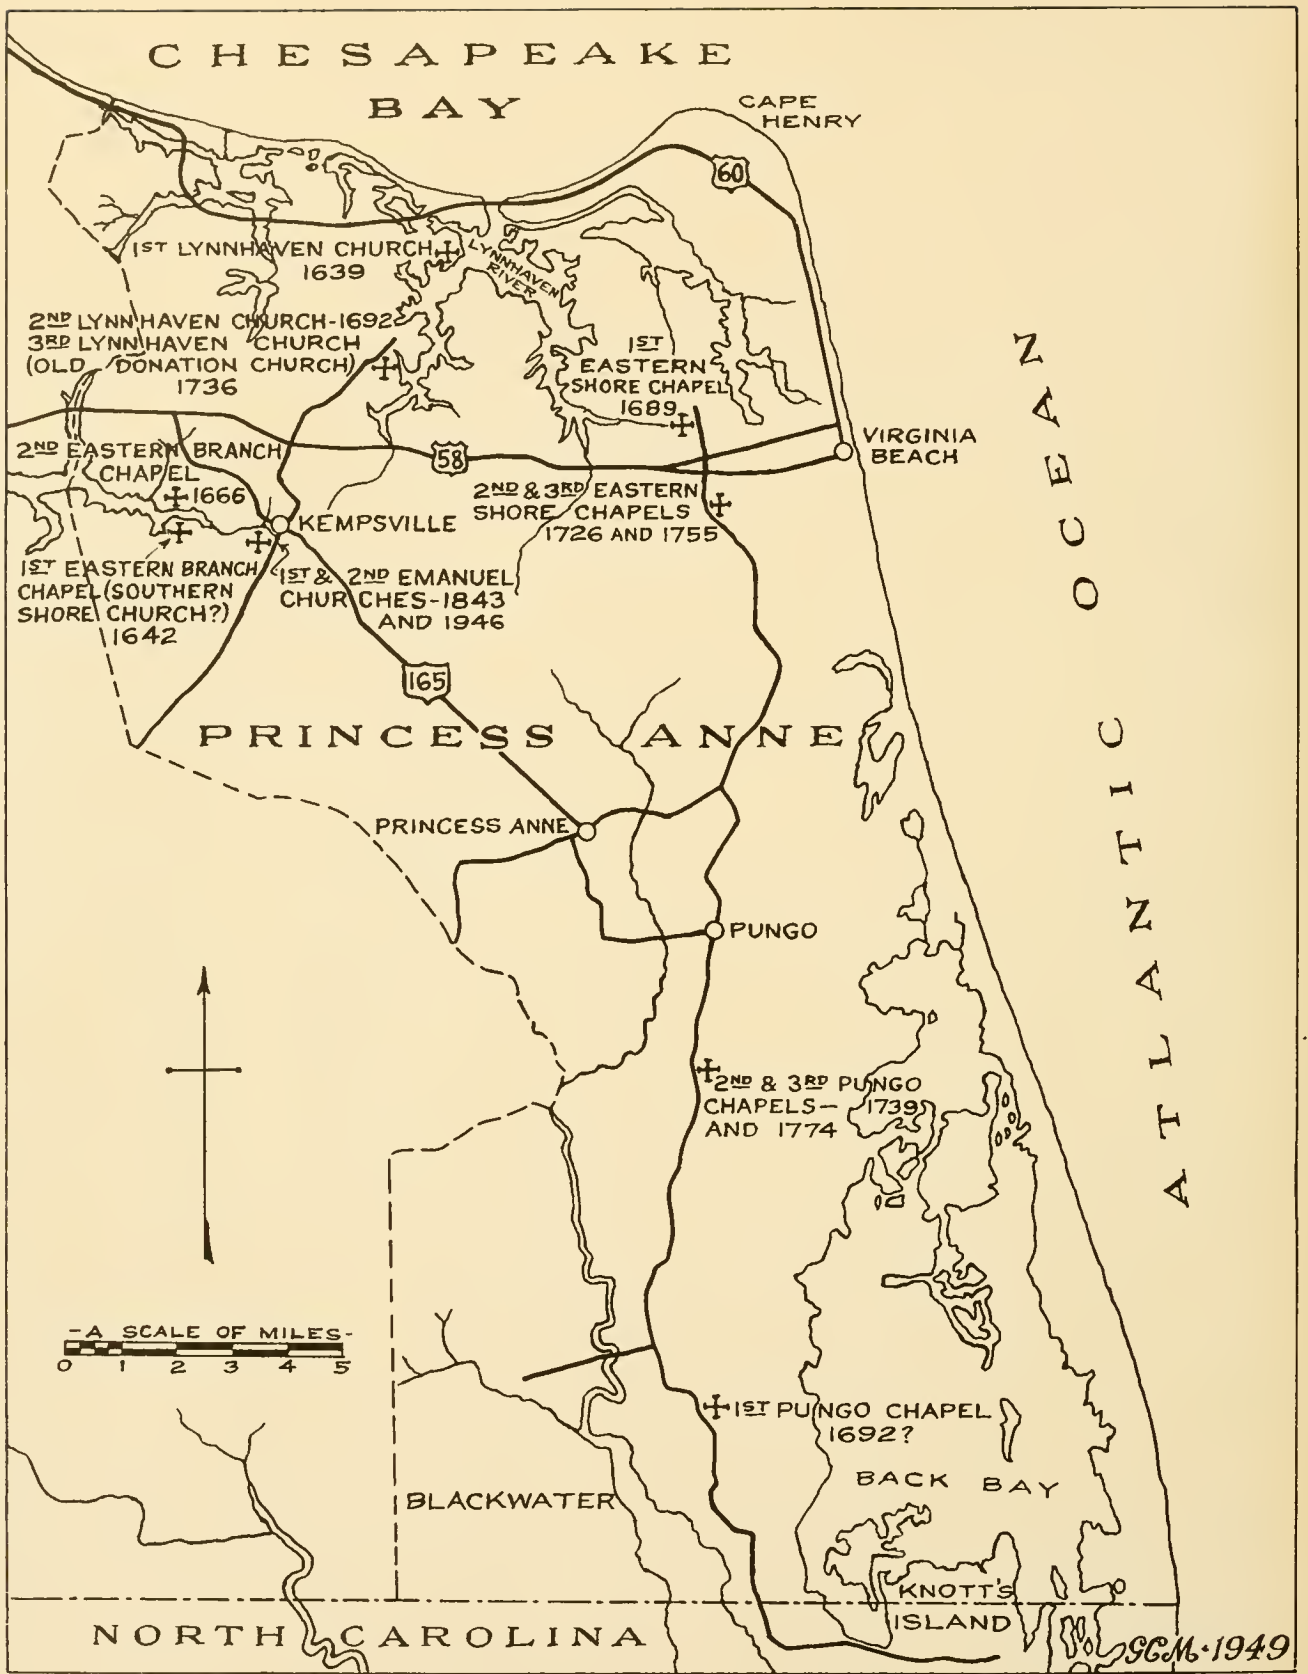 CHESAPEAKE
BAY
CAPE
HENRY
60
1ST LYNNHAVEN CHURCH
1639
LYNNHAVEN
RIVER
2ND LYNNHAVEN CHURCH-1692
3RD LYNNHAVEN CHURCH
(OLD DONATION CHURCH)
1736
1ST
EASTERN
SHORE CHAPEL
1689
VIRGINIA
BEACH
58
2ND EASTERN BRANCH
CHAPEL
1666
2ND & 3RD EASTERN
SHORE CHAPELS
1726 AND 1755
KEMPSVILLE
1ST EASTERN BRANCH
CHAPEL (SOUTHERN
SHORE CHURCH?)
1642
1ST & 2ND EMANUEL
CHURCHES-1843
AND 1946
165
PRINCESS ANNE
PRINCESS ANNE
PUNGO
ATLANTIC OCEAN
2ND & 3RD PUNGO
CHAPELS- 1739
AND 1774
-A SCALE OF MILES-
0 1 2 3 4 5
1ST PUNGO CHAPEL
1692?
BACK BAY
BLACKWATER
KNOTT'S
ISLAND
NORTH CAROLINA
GCM·1949